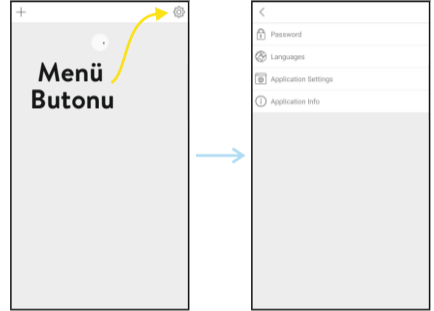 Menü
Butonu
Password
Languages
Application Settings
Application Info